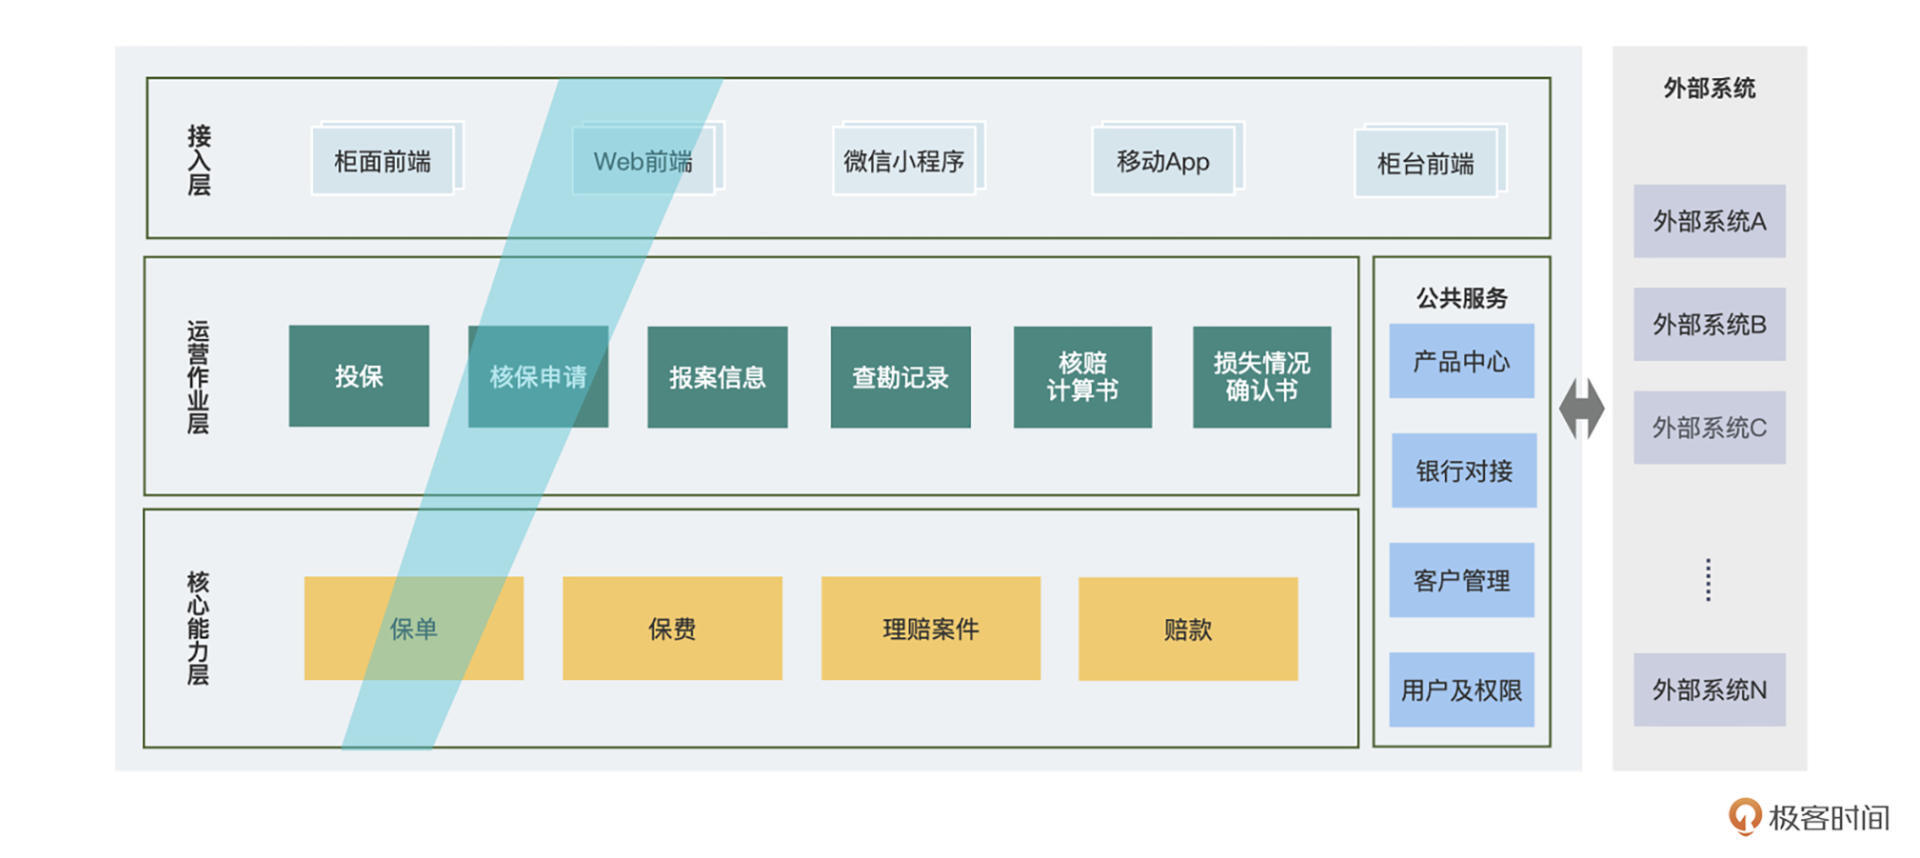 接入层
柜面前端
Web前端
微信小程序
移动App
柜台前端
运营作业层
投保
核保申请
报案信息
查勘记录
核赔
计算书
损失情况
确认书
核心能力层
保单
保费
理赔案件
赔款
公共服务
产品中心
银行对接
客户管理
用户及权限
外部系统
外部系统A
外部系统B
外部系统C
外部系统N
极客时间